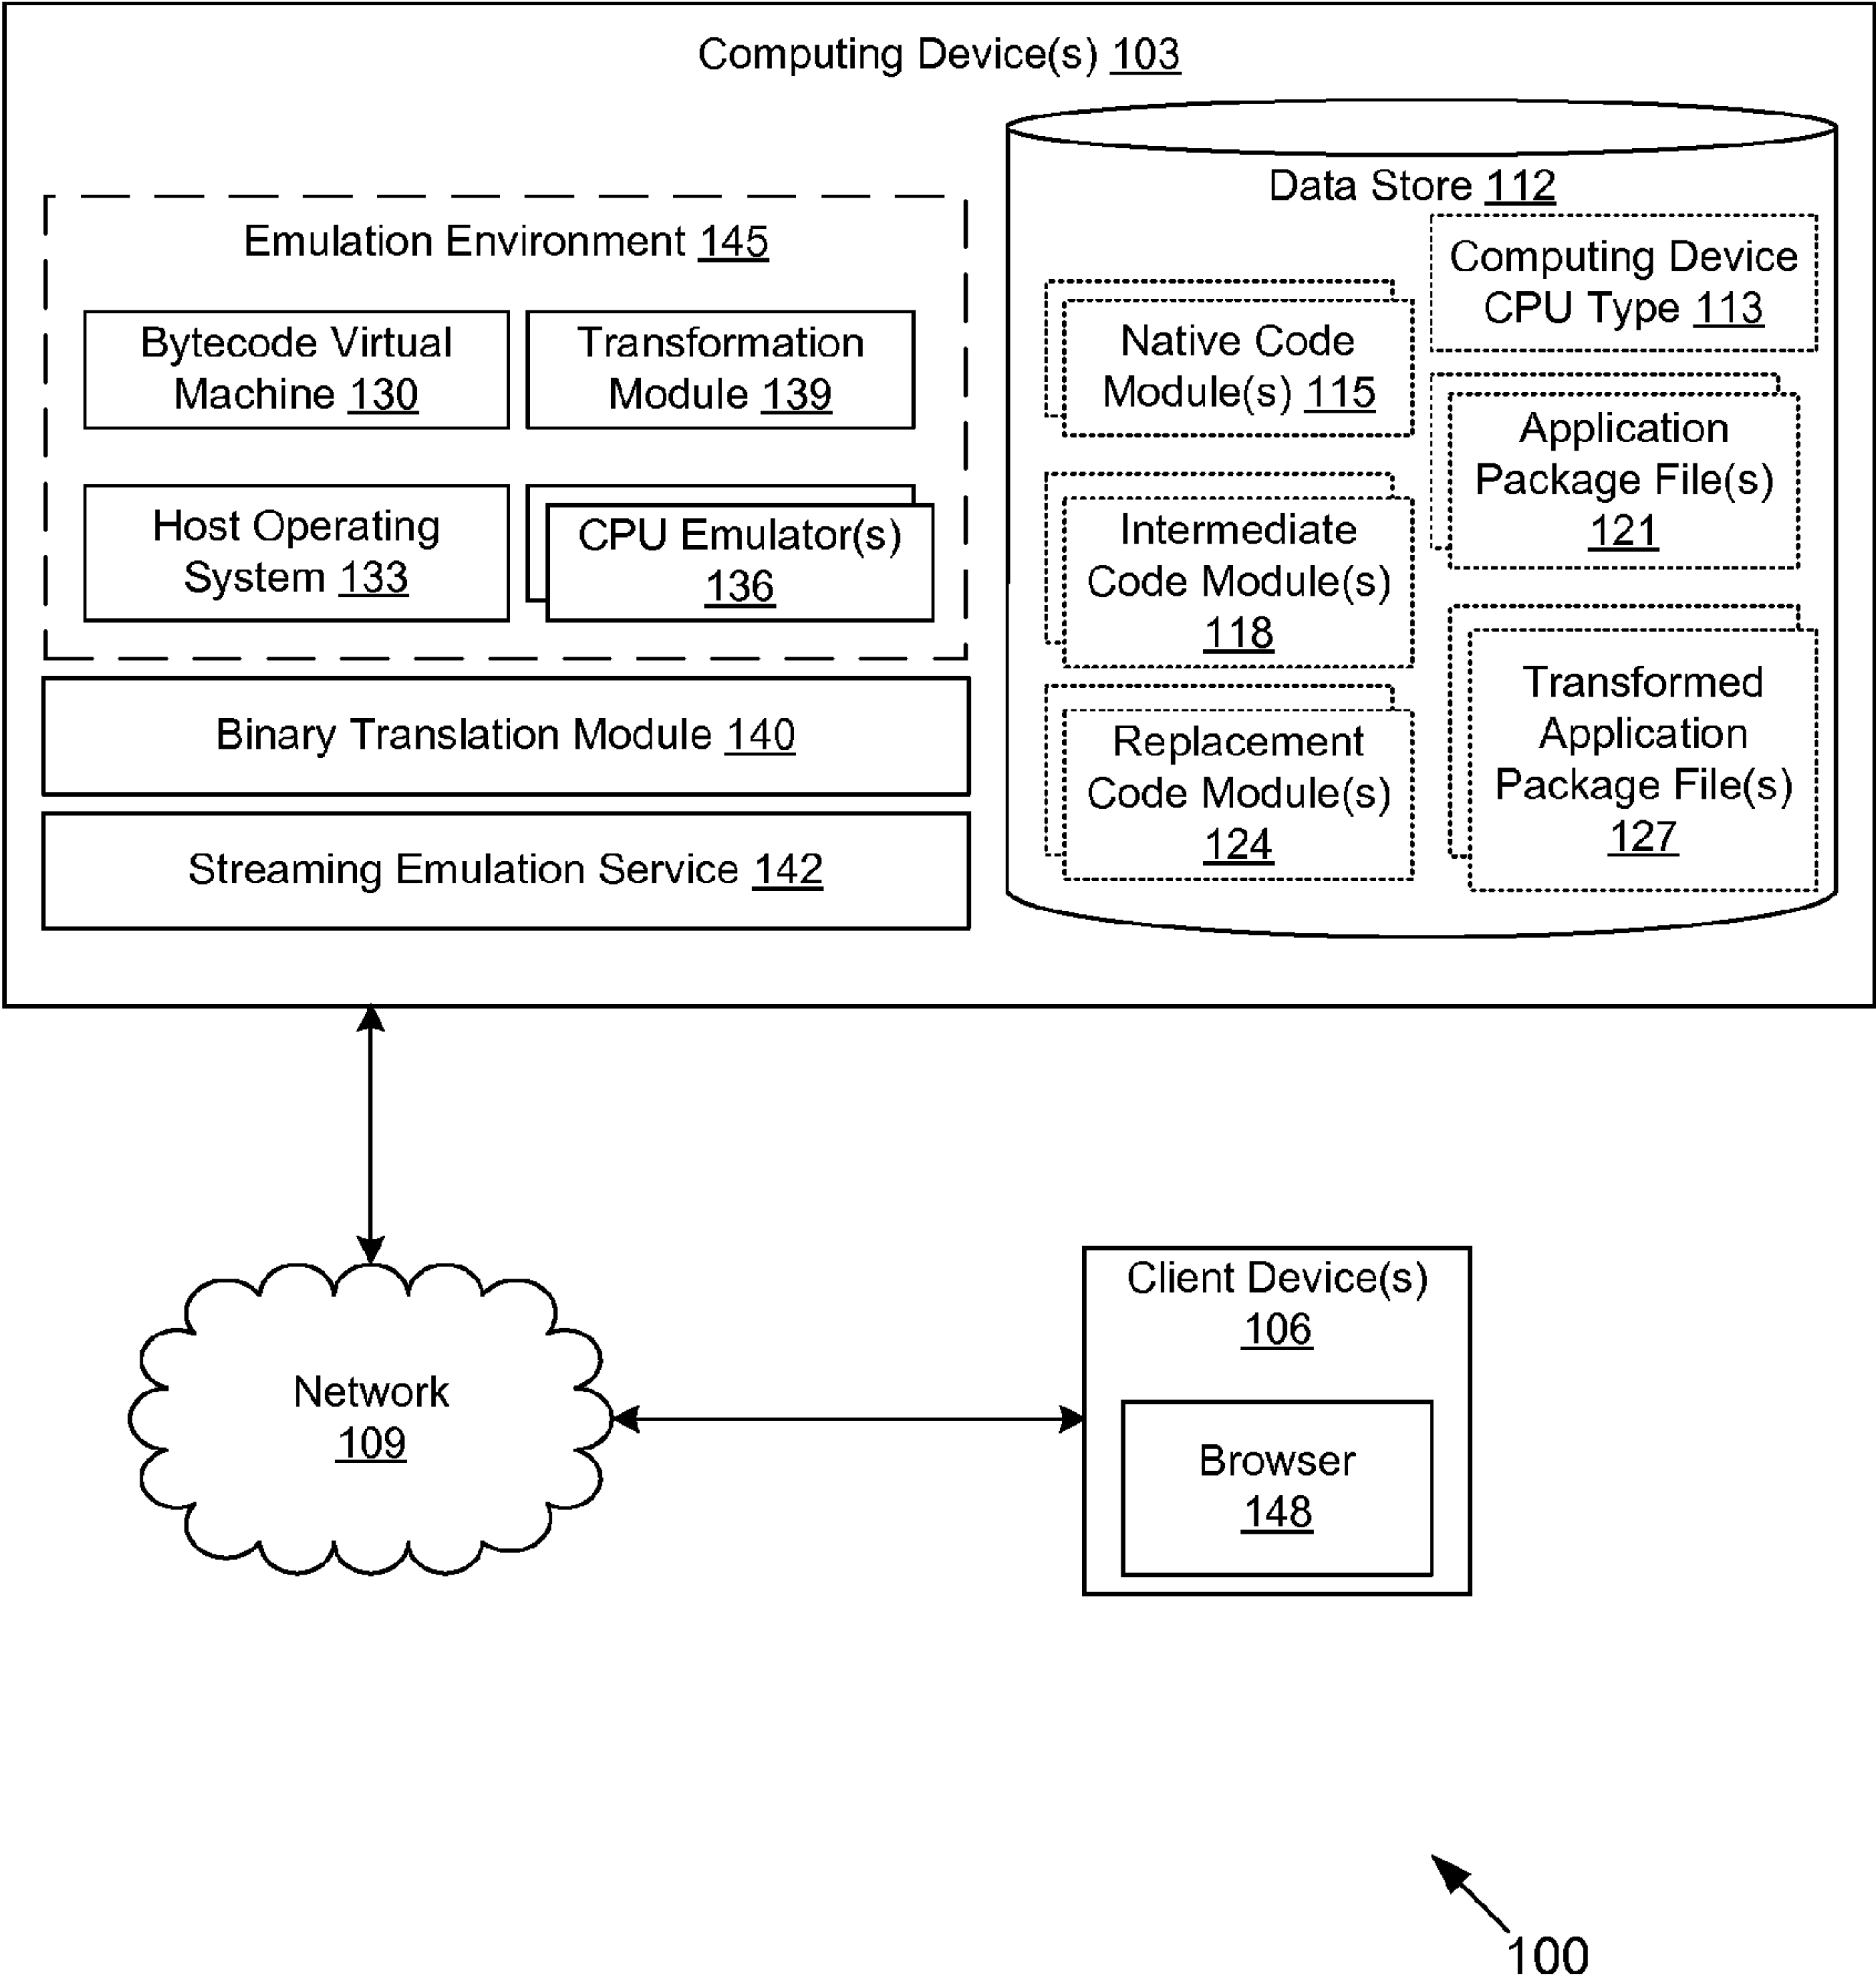 Computing Device(s) 103
Emulation Environment 145
Bytecode Virtual
Machine 130
Transformation
Module 139
Host Operating
System 133
CPU Emulator(s)
136
Binary Translation Module 140
Streaming Emulation Service 142
Data Store 112
Computing Device
CPU Type 113
Native Code
Module(s) 115
Application
Package File(s)
121
Intermediate
Code Module(s)
118
Transformed
Application
Package File(s)
127
Replacement
Code Module(s)
124
Network
109
Client Device(s)
106
Browser
148
100